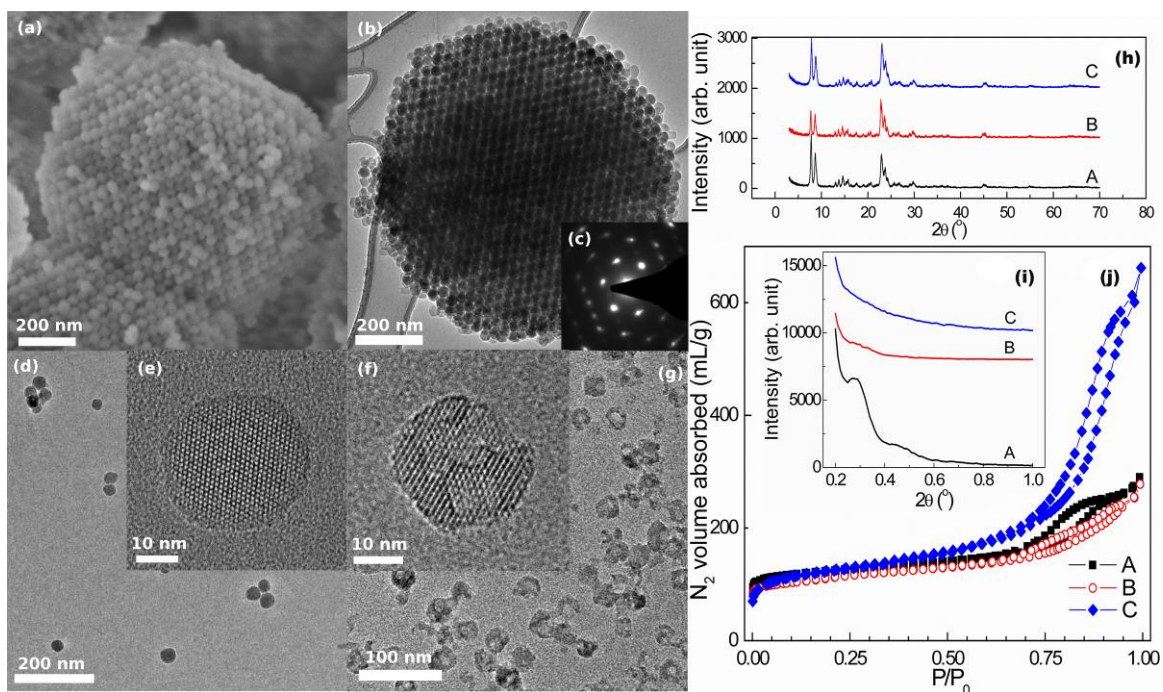 (a)
200 nm
(b)
200 nm
(c)
(d)
200 nm
(e)
10 nm
(f)
10 nm
(g)
100 nm
(h)
Intensity (arb. unit)
3000
2000
1000
0
C
B
A
0 10 20 30 40 50 60 70 80
2θ (°)
(i)
Intensity (arb. unit)
15000
10000
5000
0
C
B
A
0.2 0.4 0.6 0.8 1.0
2θ (°)
(j)
N2 volume absorbed (mL/g)
600
400
200
0
A
B
C
0.00 0.25 0.50 0.75 1.00
P/P0